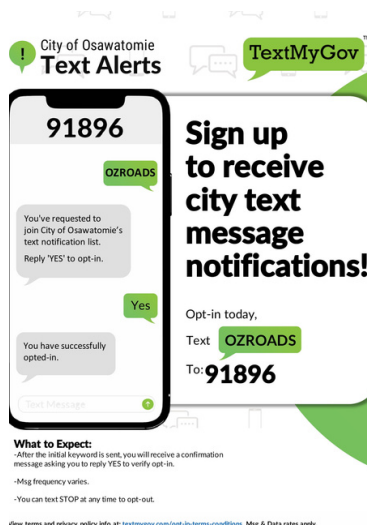 City of Osawatomie
Text Alerts
!
TextMyGov
TM
91896
OZROADS
You've requested to
join City of Osawatomie's
text notification list.
Reply 'YES' to opt-in.
Yes
You have successfully
opted-in.
Text Message
Sign up
to receive
city text
message
notifications!
Opt-in today,
Text OZROADS
To: 91896
What to Expect:
-After the initial keyword is sent, you will receive a confirmation
message asking you to reply YES to verify opt-in.
-Msg frequency varies.
-You can text STOP at any time to opt-out.
View terms and privacy policy info at: textmygov.com/opt-in-terms-conditions. Msg & Data rates apply.